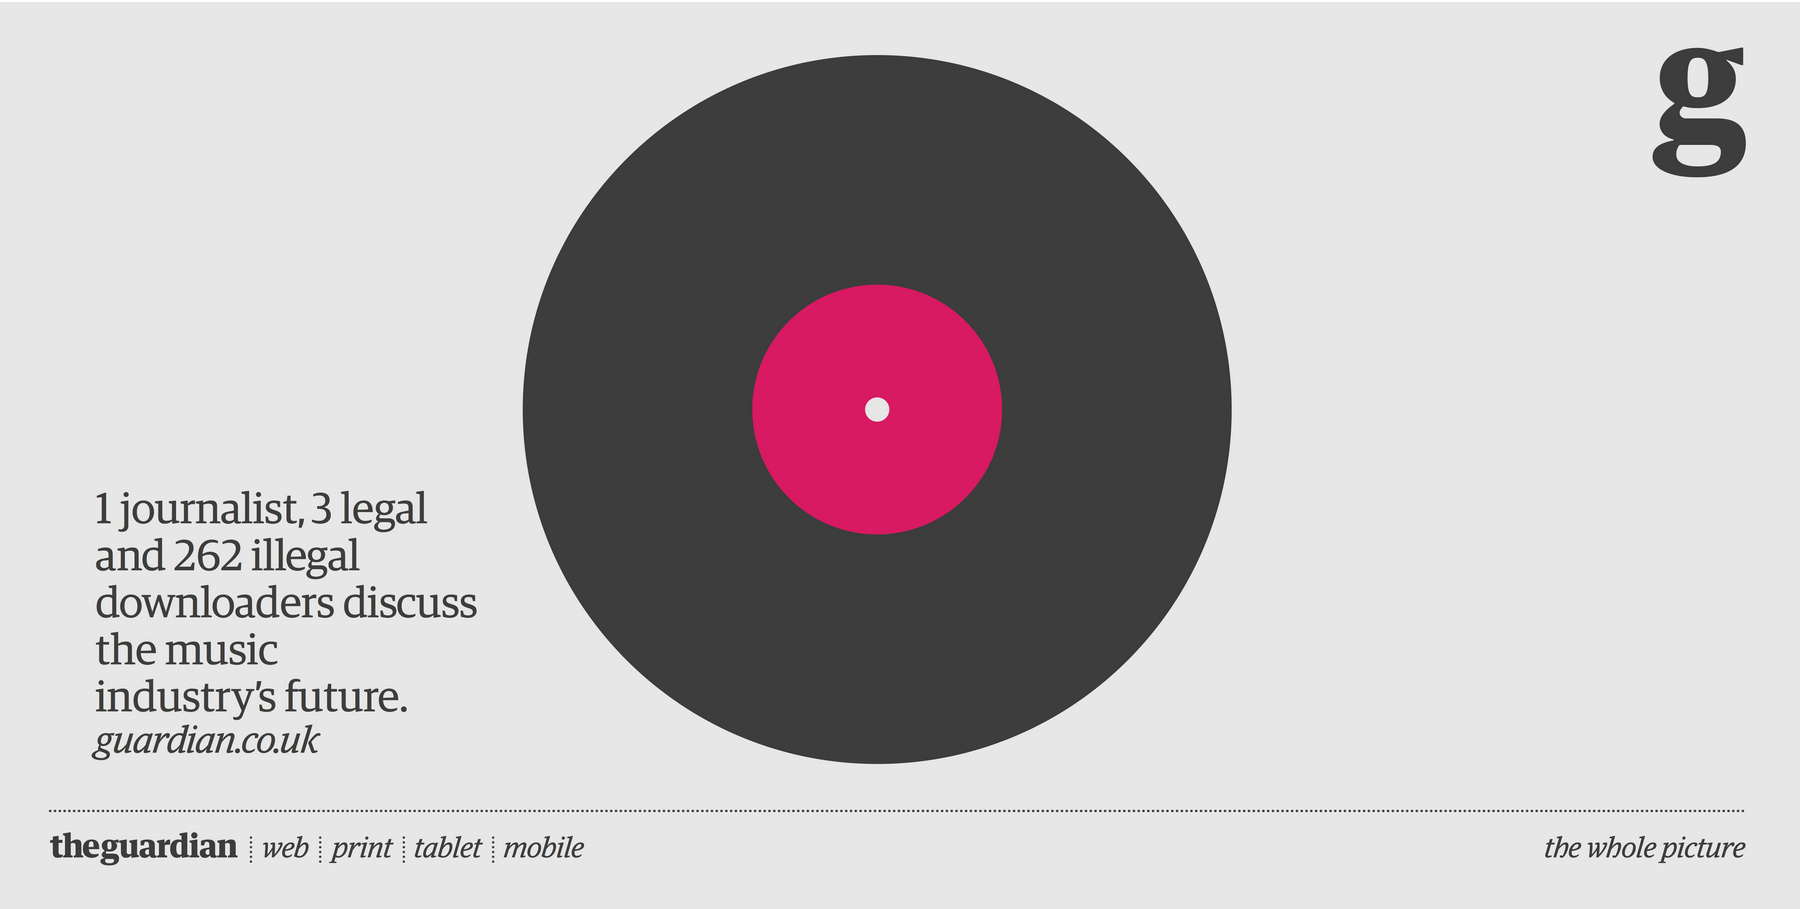 g
1 journalist, 3 legal
and 262 illegal
downloaders discuss
the music
industry’s future.
guardian.co.uk
theguardian web print tablet mobile
the whole picture